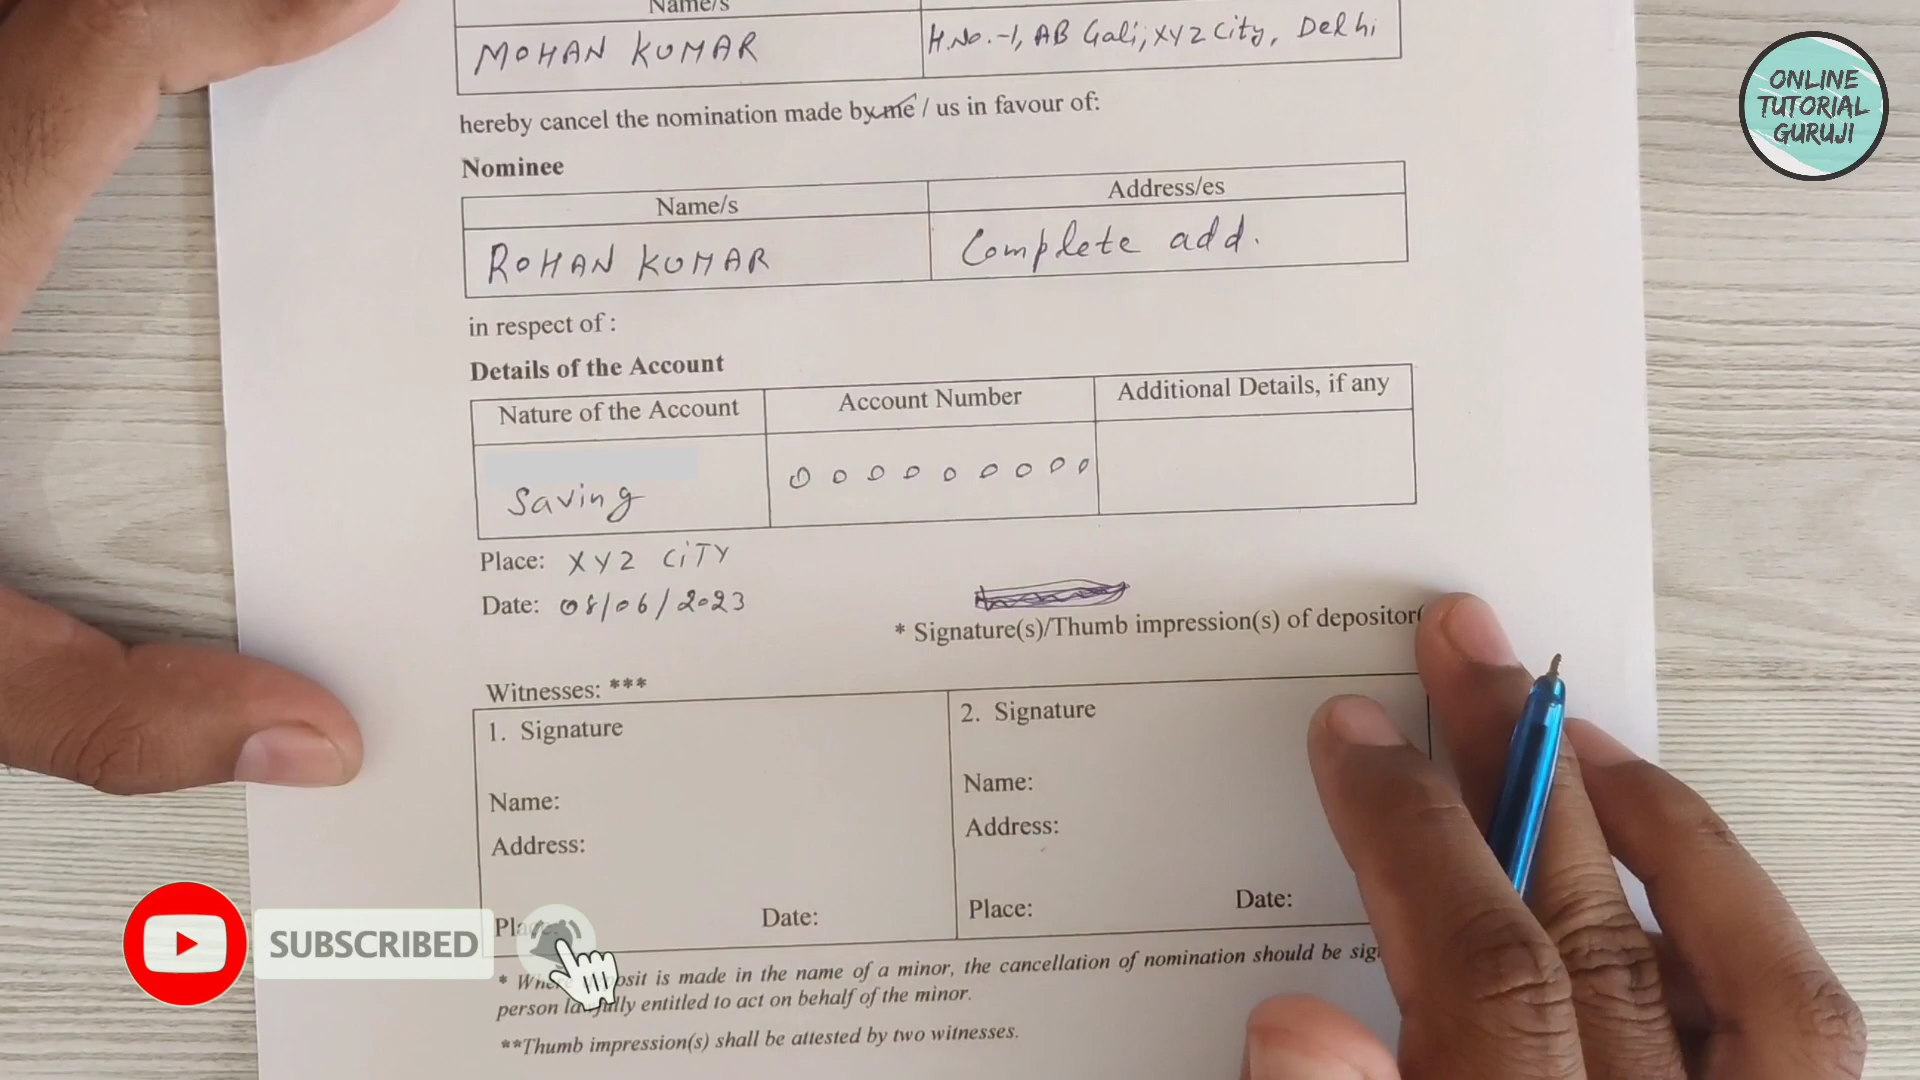 Name/s
MOHAN KUMAR
H.No.-1, AB Gali, XYZ City, Delhi
ONLINE
TUTORIAL
GURUJI
hereby cancel the nomination made by me / us in favour of:
Nominee
Name/s Address/es
ROHAN KUMAR Complete add.
in respect of :
Details of the Account
Nature of the Account Account Number Additional Details, if any
Saving 0 0 0 0 0 0 0 0 0
Place: XYZ CiTY
Date: 08/06/2023
* Signature(s)/Thumb impression(s) of depositor(
Witnesses: ***
1. Signature
Name:
Address:
Date:
2. Signature
Name:
Address:
Place: Date:
SUBSCRIBED
* deposit is made in the name of a minor, the cancellation of nomination should be
person lawfully entitled to act on behalf of the minor.
**Thumb impression(s) shall be attested by two witnesses.